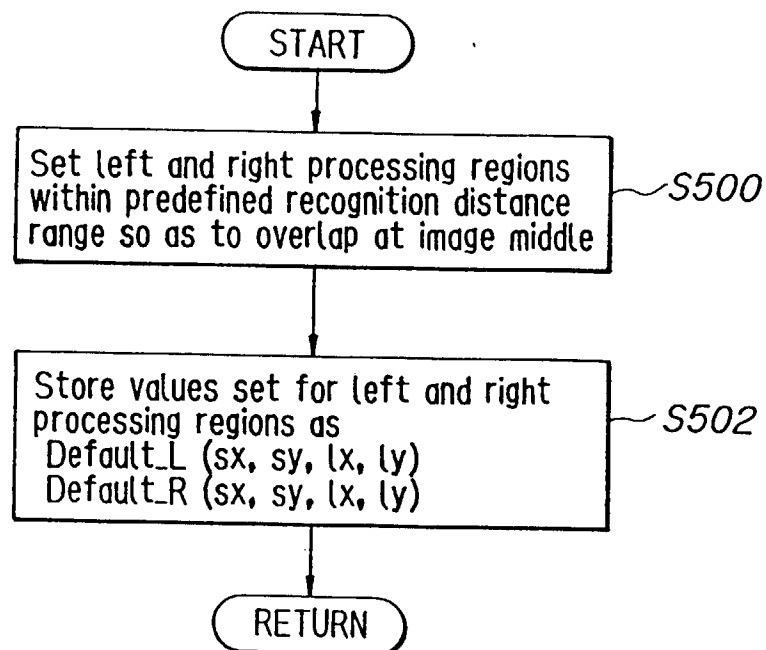 START
Set left and right processing regions
within predefined recognition distance
range so as to overlap at image middle
S500
Store values set for left and right
processing regions as
Default_L (sx, sy, lx, ly)
Default_R (sx, sy, lx, ly)
S502
RETURN